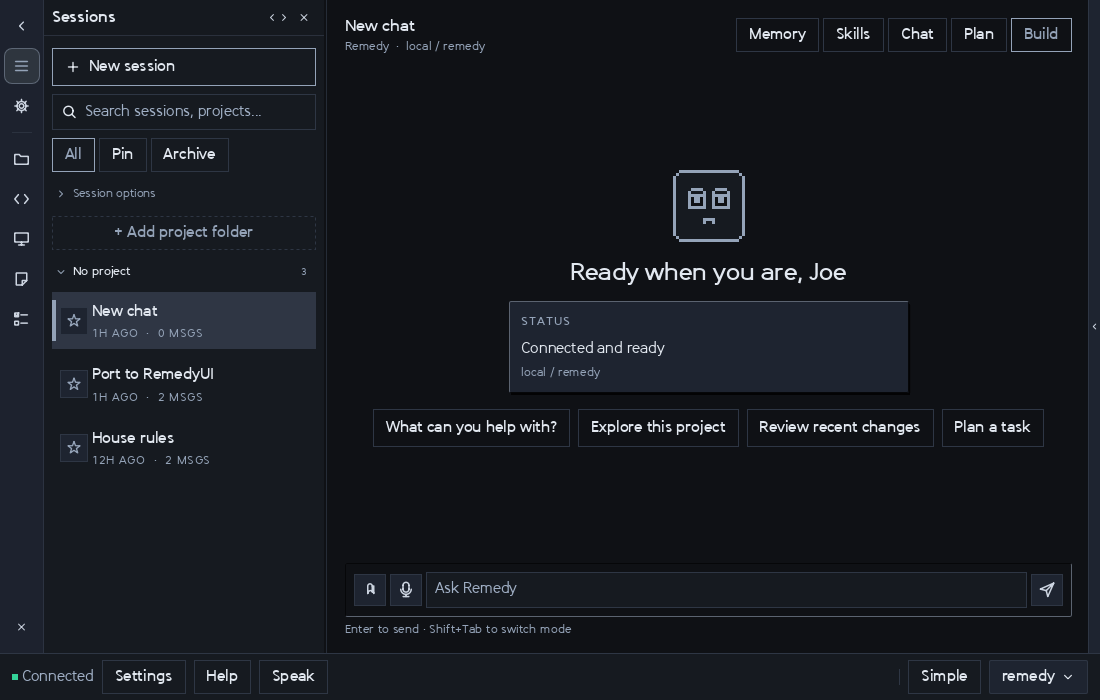 Sessions
New session
Search sessions, projects...
All
Pin
Archive
Session options
+ Add project folder
No project
3
New chat
1H AGO · 0 MSGS
Port to RemedyUI
1H AGO · 2 MSGS
House rules
12H AGO · 2 MSGS
New chat
Remedy · local / remedy
Memory
Skills
Chat
Plan
Build
Ready when you are, Joe
STATUS
Connected and ready
local / remedy
What can you help with?
Explore this project
Review recent changes
Plan a task
Ask Remedy
Enter to send · Shift+Tab to switch mode
Connected
Settings
Help
Speak
Simple
remedy